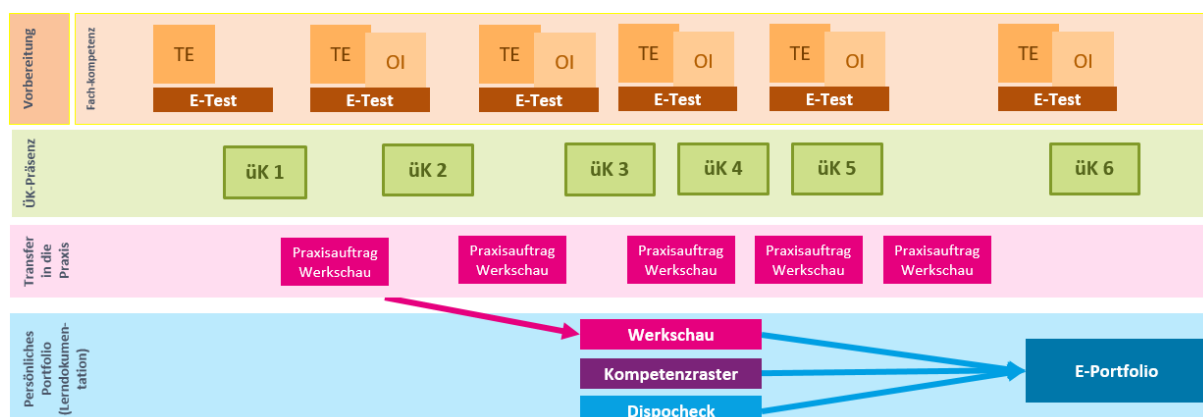 Vorbereitung
Fach-kompetenz
TE
E-Test
TE
OI
E-Test
TE
OI
E-Test
TE
OI
E-Test
TE
OI
E-Test
TE
OI
E-Test
ÜK-Präsenz
üK 1
üK 2
üK 3
üK 4
üK 5
üK 6
Transfer
in die
Praxis
Praxisauftrag
Werkschau
Praxisauftrag
Werkschau
Praxisauftrag
Werkschau
Praxisauftrag
Werkschau
Praxisauftrag
Werkschau
Persönliches
Portfolio
(Lerndokumen-
tation)
Werkschau
Kompetenzraster
Dispocheck
E-Portfolio